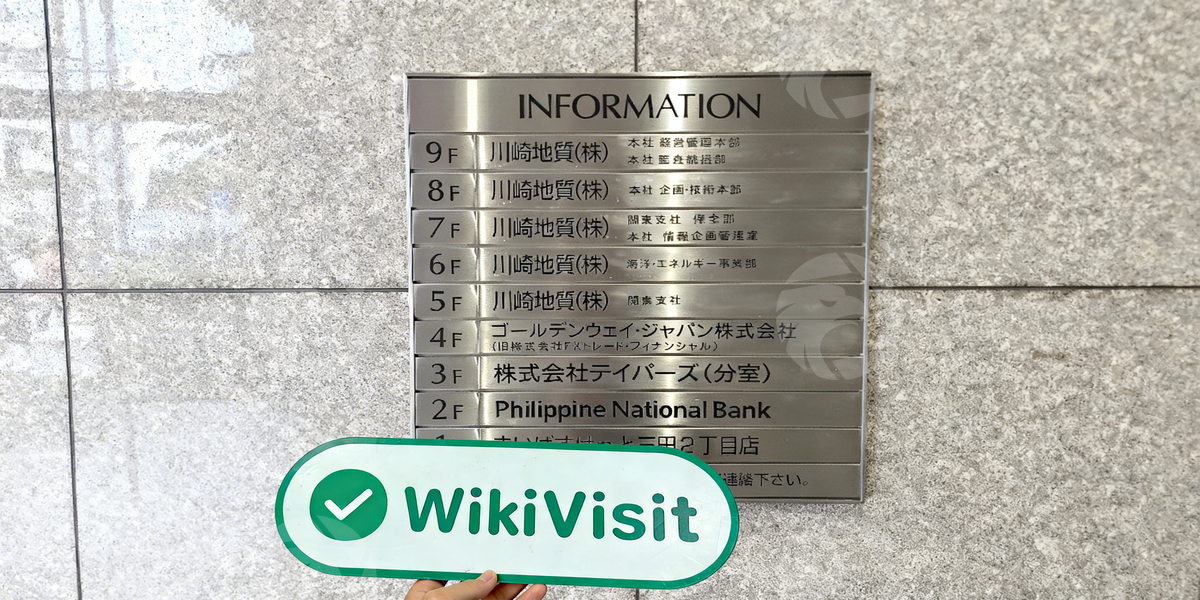 INFORMATION
9F 川崎地質(株) 本社 経営管理本部
本社 監査統括部
8F 川崎地質(株) 本社 企画・技術本部
7F 川崎地質(株) 関東支社 保全部
本社 情報企画管理室
6F 川崎地質(株) 海洋・エネルギー事業部
5F 川崎地質(株) 関東支社
4F ゴールデンウェイ・ジャパン株式会社
(旧株式会社FXトレード・フィナンシャル)
3F 株式会社テイパーズ(分室)
2F Philippine National Bank
三田2丁目店
連絡下さい。
WikiVisit